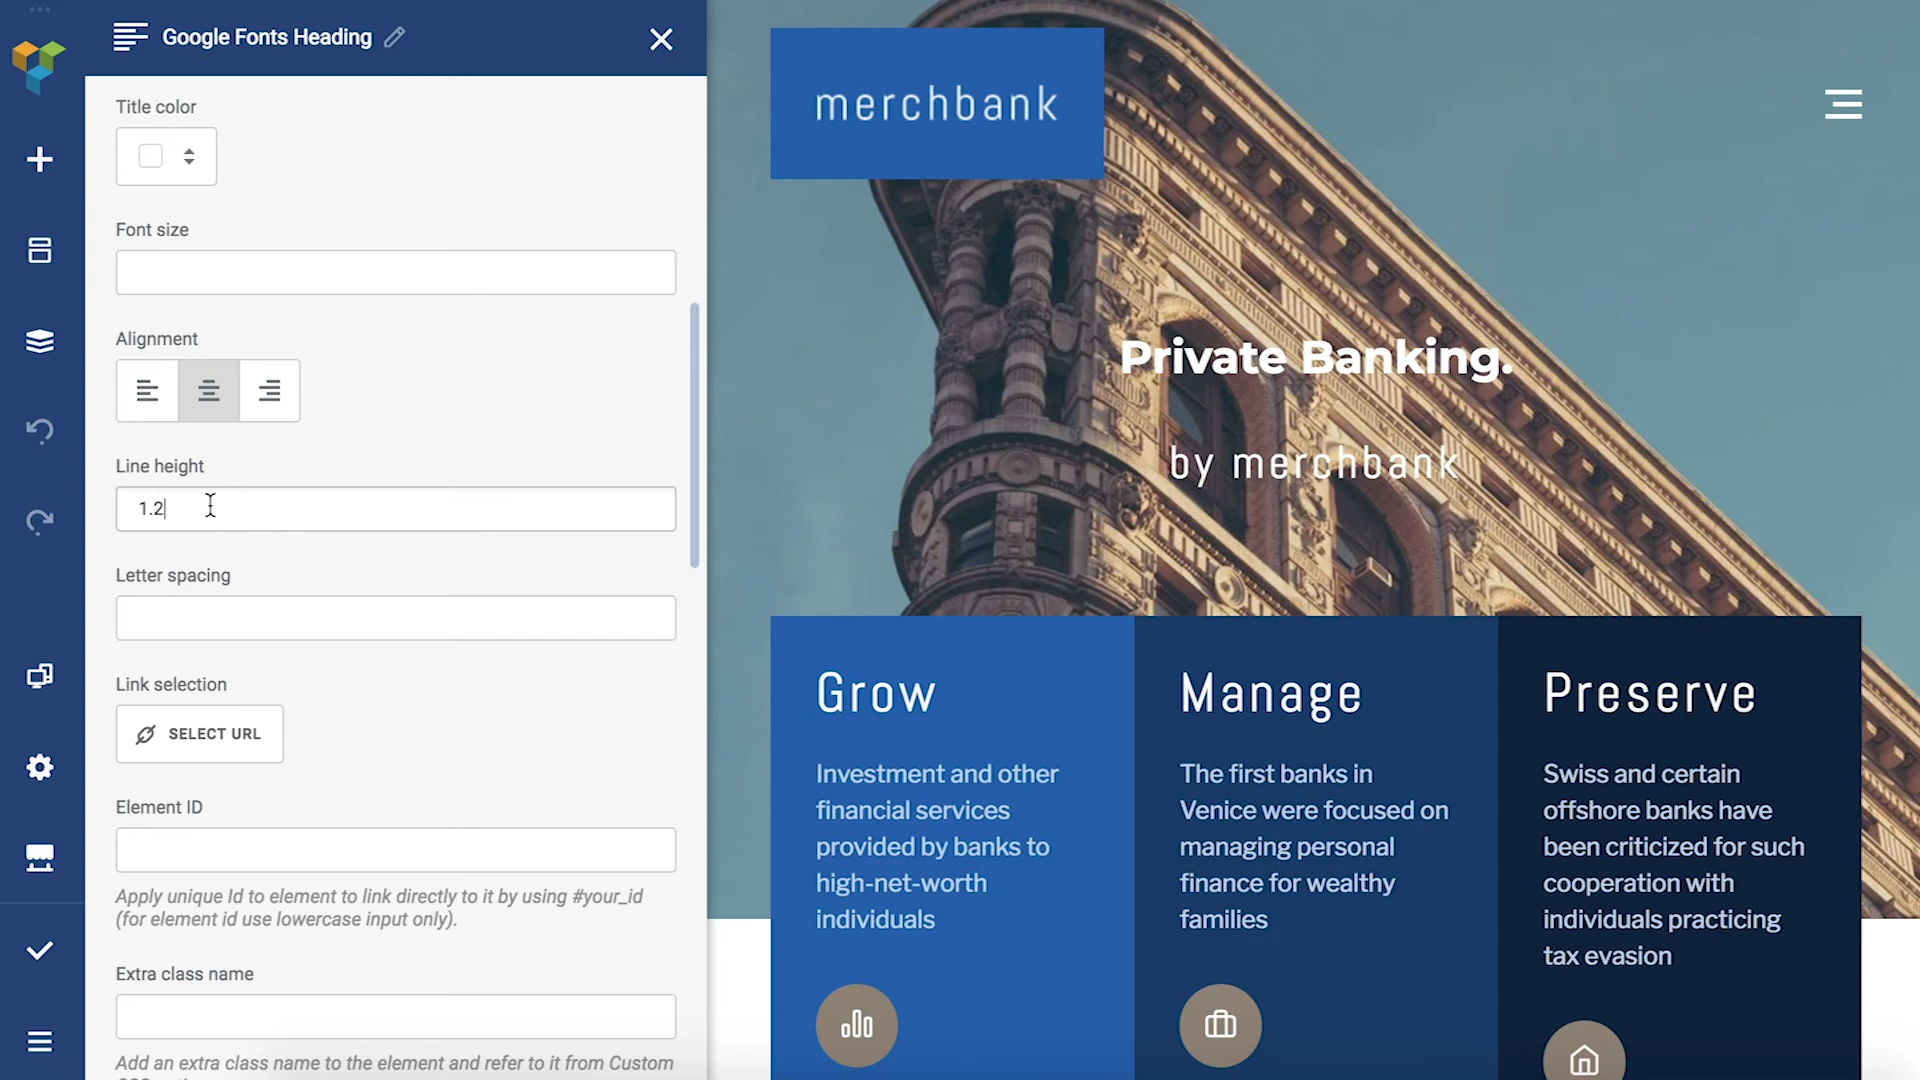 Google Fonts Heading
Title color
Font size
Alignment
Line height
1.2
Letter spacing
Link selection
SELECT URL
Element ID
Apply unique Id to element to link directly to it by using #your_id
(for element id use lowercase input only).
Extra class name
Add an extra class name to the element and refer to it from Custom
merchbank
Private Banking.
by merchbank
Grow
Investment and other
financial services
provided by banks to
high-net-worth
individuals
Manage
The first banks in
Venice were focused on
managing personal
finance for wealthy
families
Preserve
Swiss and certain
offshore banks have
been criticized for such
cooperation with
individuals practicing
tax evasion